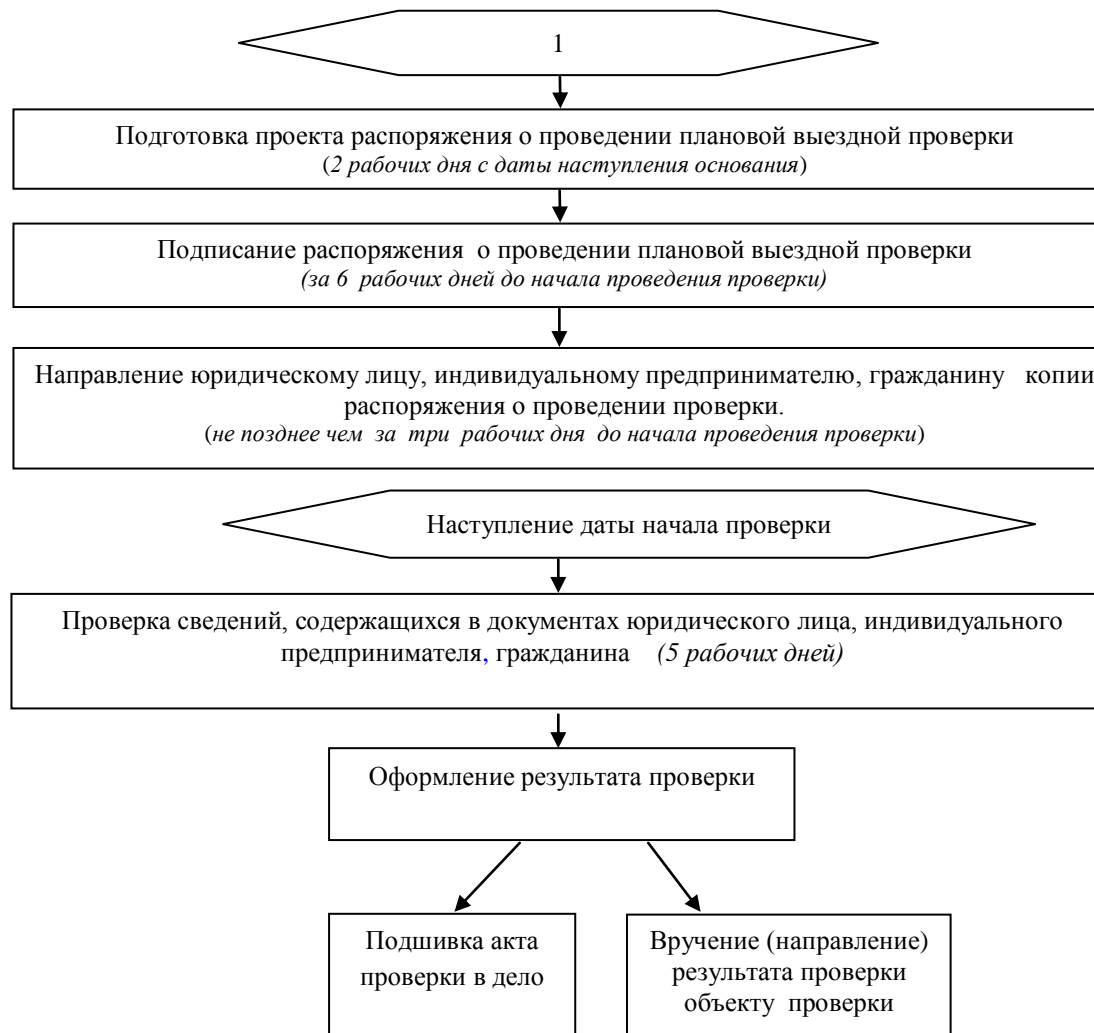 1
Подготовка проекта распоряжения о проведении плановой выездной проверки
(2 рабочих дня с даты наступления основания)
Подписание распоряжения о проведении плановой выездной проверки
(за 6 рабочих дней до начала проведения проверки)
Направление юридическому лицу, индивидуальному предпринимателю, гражданину копии
распоряжения о проведении проверки.
(не позднее чем за три рабочих дня до начала проведения проверки)
Наступление даты начала проверки
Проверка сведений, содержащихся в документах юридического лица, индивидуального
предпринимателя, гражданина (5 рабочих дней)
Оформление результата проверки
Подшивка акта
проверки в дело
Вручение (направление)
результата проверки
объекту проверки